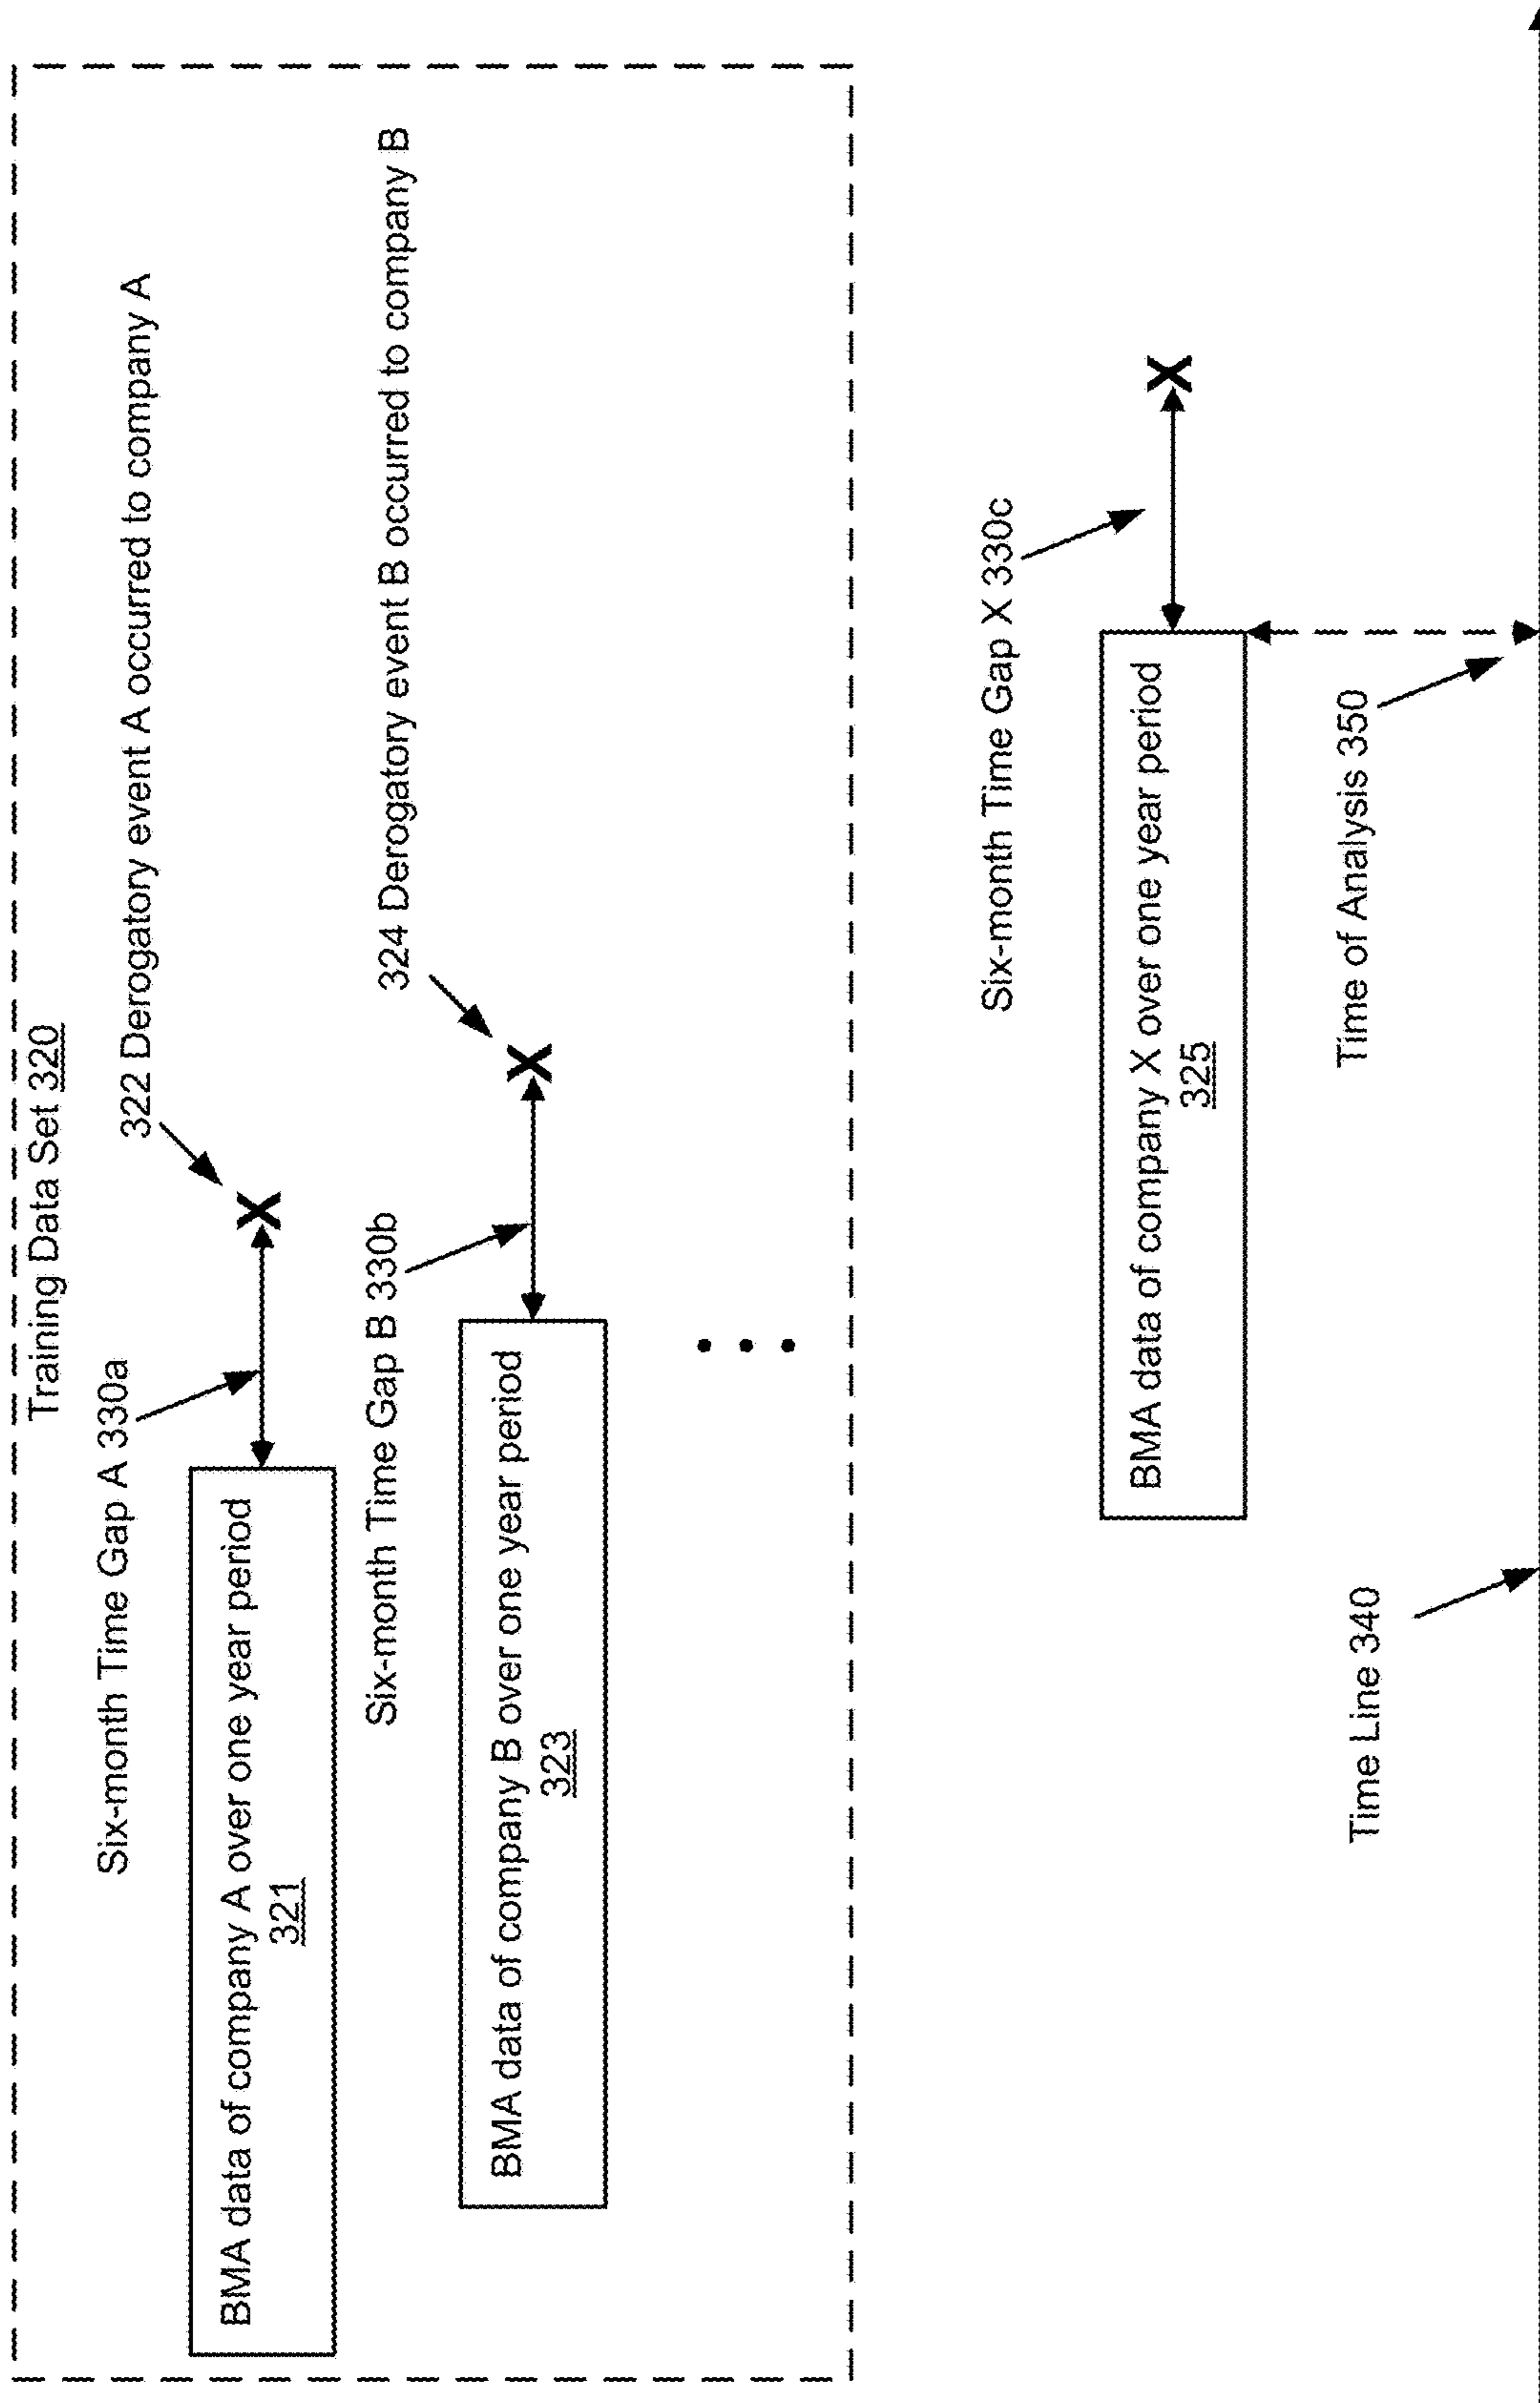 Training Data Set 320
322 Derogatory event A occurred to company A
Six-month Time Gap A 330a
X
BMA data of company A over one year period
321
324 Derogatory event B occurred to company B
Six-month Time Gap B 330b
X
BMA data of company B over one year period
323
Six-month Time Gap X 330c
X
BMA data of company X over one year period
325
Time of Analysis 350
Time Line 340